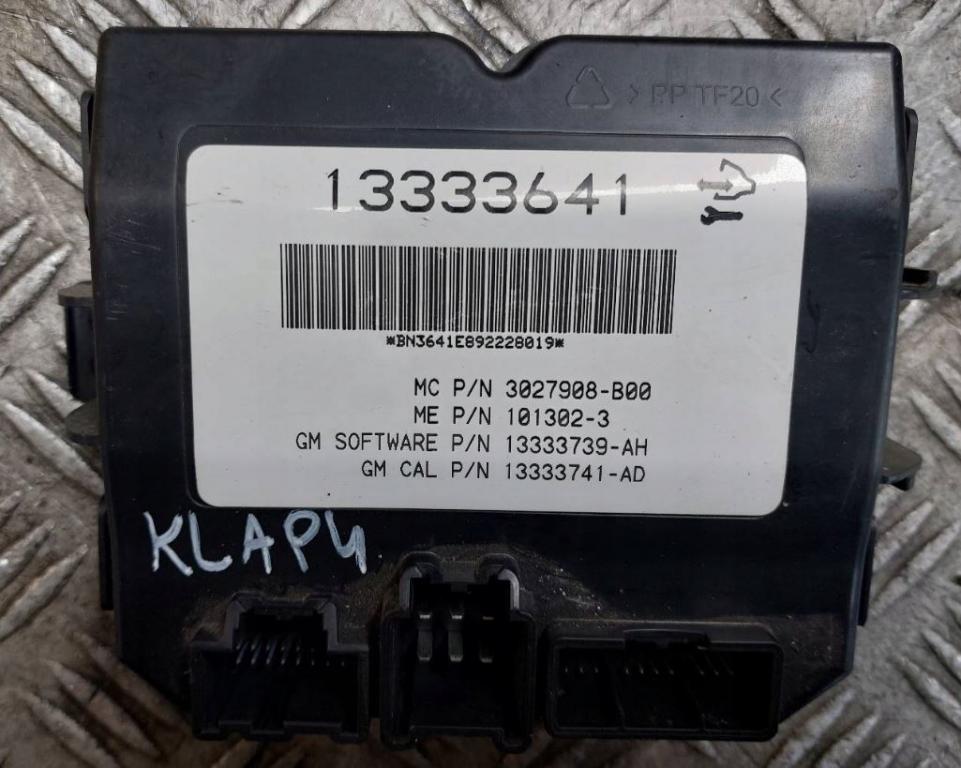 > PP TF20 <
13333641
*BN3641E892228019*
MC P/N 3027908-B00
ME P/N 101302-3
GM SOFTWARE P/N 13333739-AH
GM CAL P/N 13333741-AD
KLAPY